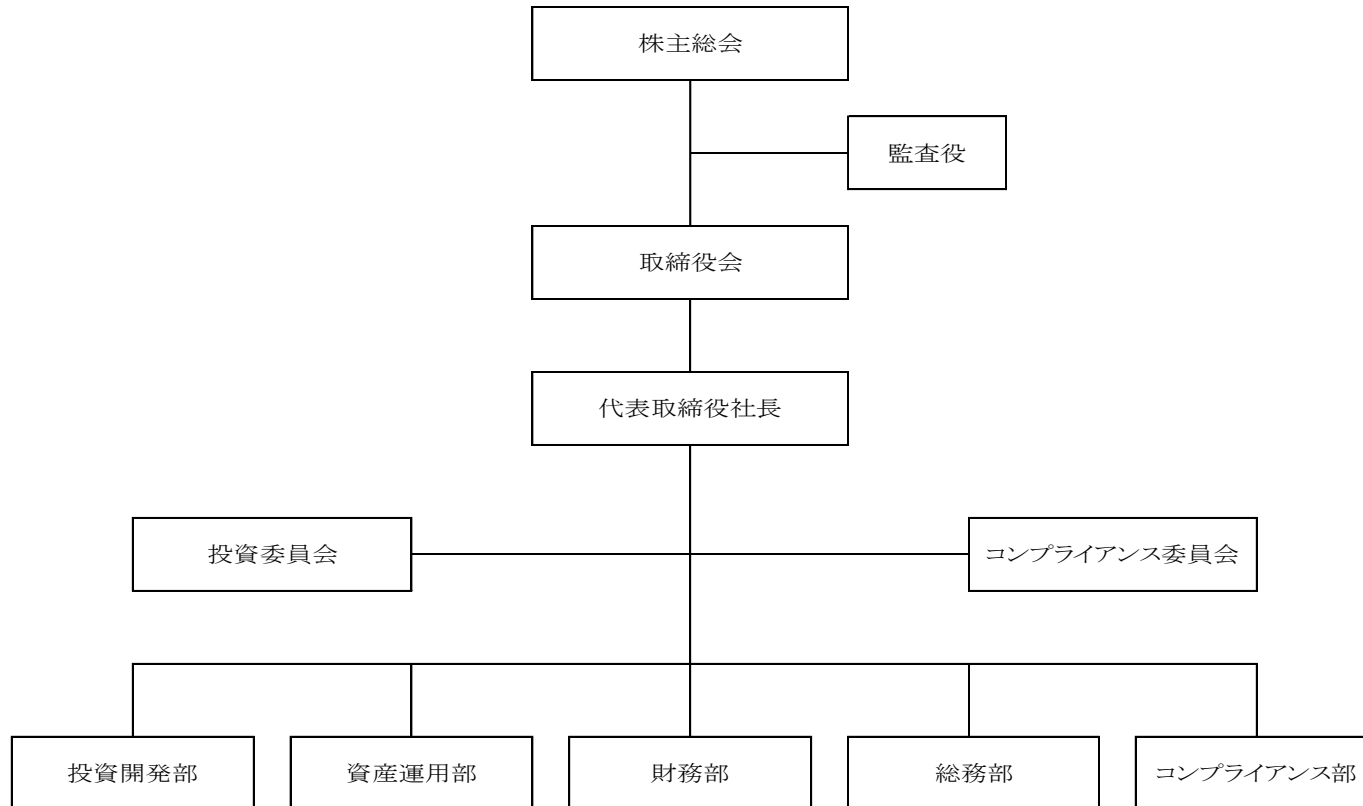 株主総会
監査役
取締役会
代表取締役社長
投資委員会
コンプライアンス委員会
投資開発部
資産運用部
財務部
総務部
コンプライアンス部